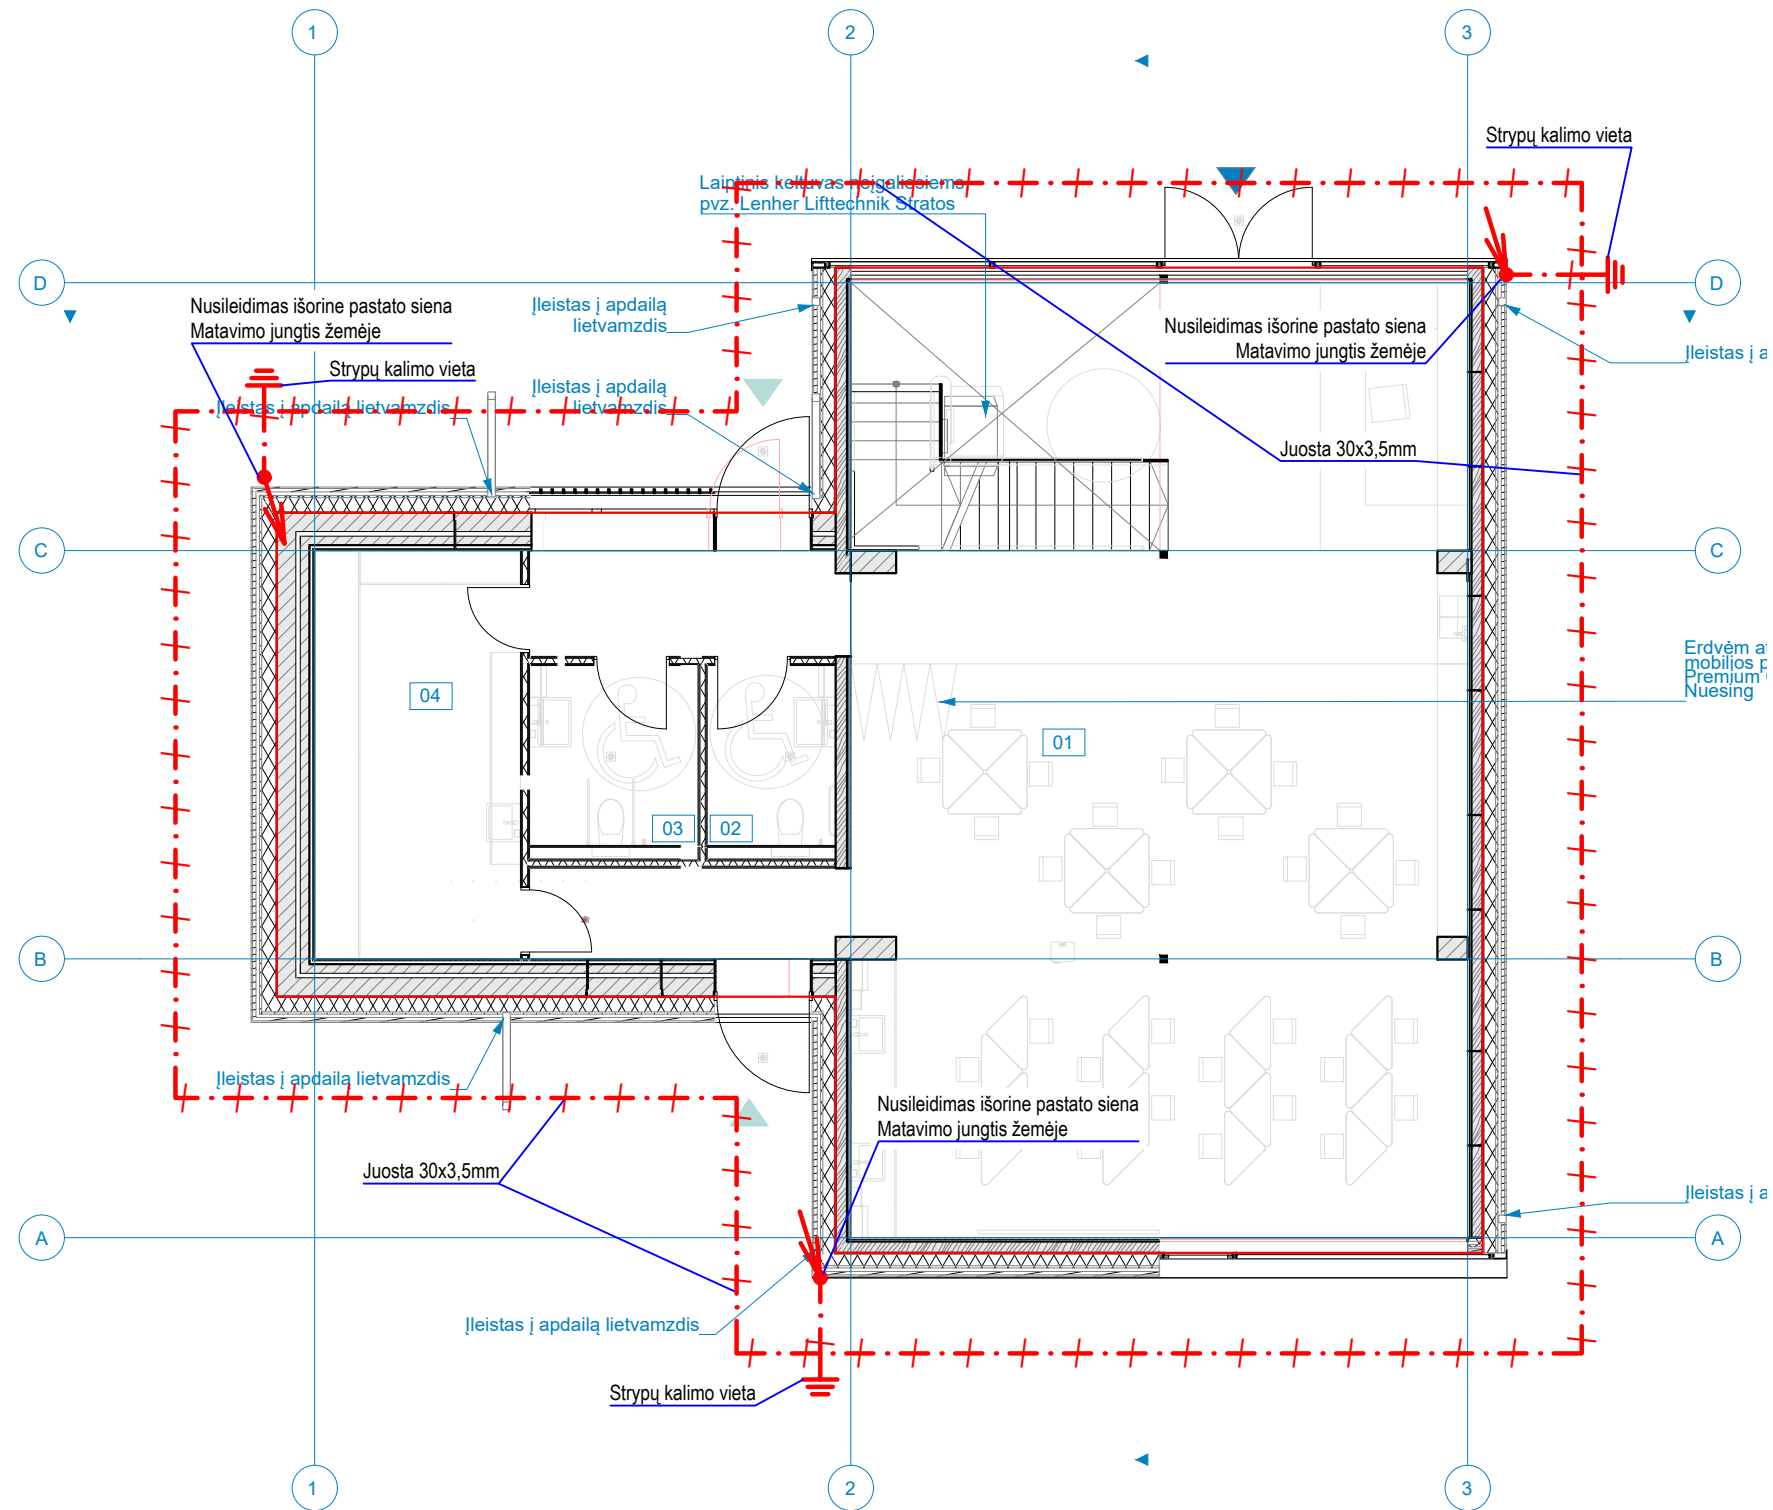 1
2
3
Strypų kalimo vieta
Laiptinis keltuvas neįgaliesiems
pvz. Lenher Lifttechnik Stratos
D
D
Nusileidimas išorine pastato siena
Matavimo jungtis žemėje
Įleistas į apdailą
lietvamzdis
Nusileidimas išorine pastato siena
Matavimo jungtis žemėje
Įleistas į a
Strypų kalimo vieta
Įleistas į apdailą lietvamzdis
Įleistas į apdailą
lietvamzdis
Juosta 30x3,5mm
C
C
Erdvėm at
mobilios p
Premium
Nuesing
04
01
03
02
B
B
Įleistas į apdailą lietvamzdis
Nusileidimas išorine pastato siena
Matavimo jungtis žemėje
Juosta 30x3,5mm
Įleistas į a
A
A
Įleistas į apdailą lietvamzdis
Strypų kalimo vieta
1
2
3